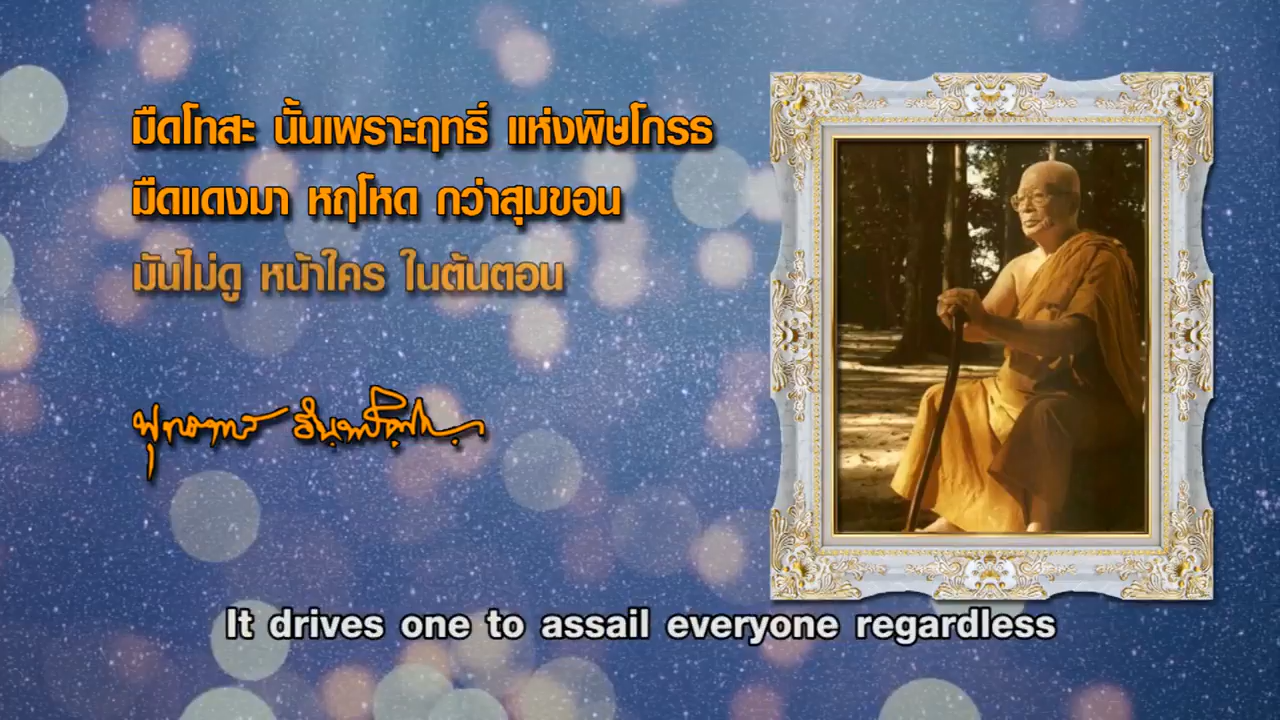 มืดโทสะ นั้นเพราะฤทธิ์ แห่งพิษโกรธ
มืดแดงมา หฤโหด กว่าสุมขอน
มันไม่ดู หน้าใคร ในต้นตอน
พุทธทาส อินฺทปญฺโญ
It drives one to assail everyone regardless